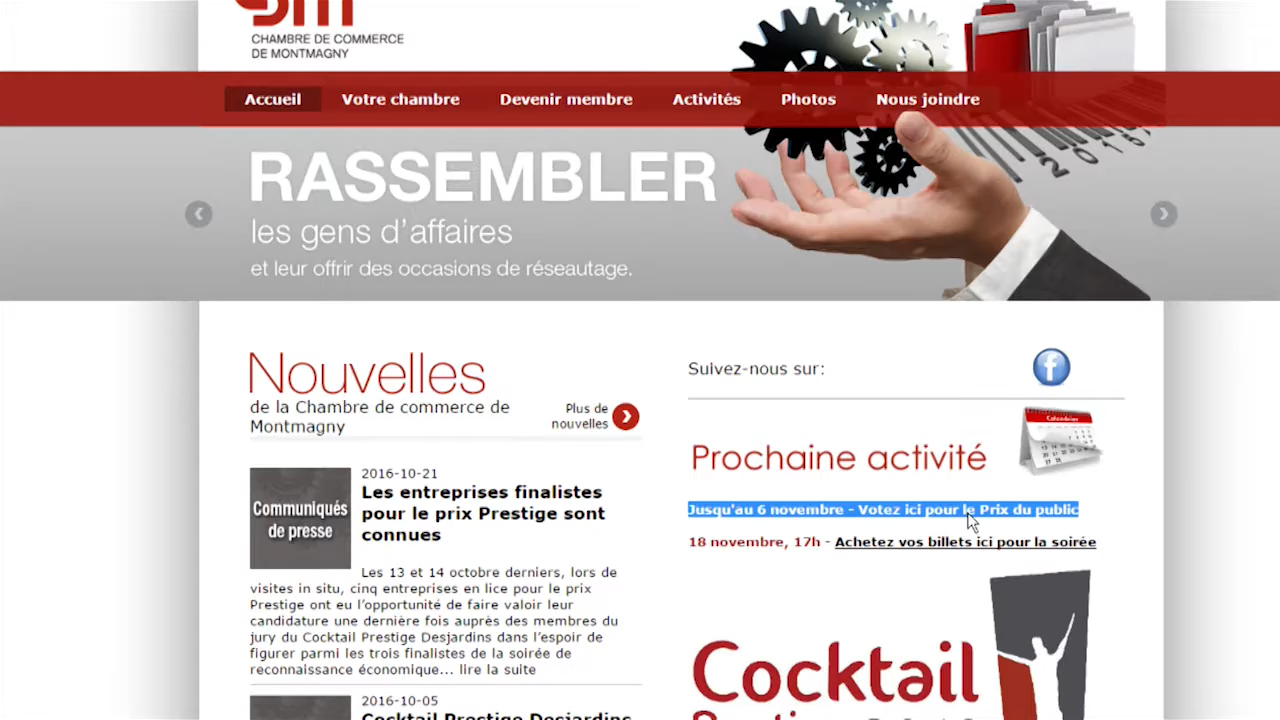 CHAMBRE DE COMMERCE
DE MONTMAGNY
Accueil
Votre chambre
Devenir membre
Activités
Photos
Nous joindre
2015
RASSEMBLER
les gens d'affaires
et leur offrir des occasions de réseautage.
Nouvelles
de la Chambre de commerce de
Montmagny
Plus de
nouvelles
2016-10-21
Les entreprises finalistes
pour le prix Prestige sont
connues
Communiqués
de presse
Les 13 et 14 octobre derniers, lors de
visites in situ, cinq entreprises en lice pour le prix
Prestige ont eu l’opportunité de faire valoir leur
candidature une dernière fois auprès des membres du
jury du Cocktail Prestige Desjardins dans l’espoir de
figurer parmi les trois finalistes de la soirée de
reconnaissance économique... lire la suite
2016-10-05
Cocktail Prestige Desjardins
Suivez-nous sur:
f
Calendrier
Prochaine activité
Jusqu'au 6 novembre - Votez ici pour le Prix du public
18 novembre, 17h - Achetez vos billets ici pour la soirée
Cocktail